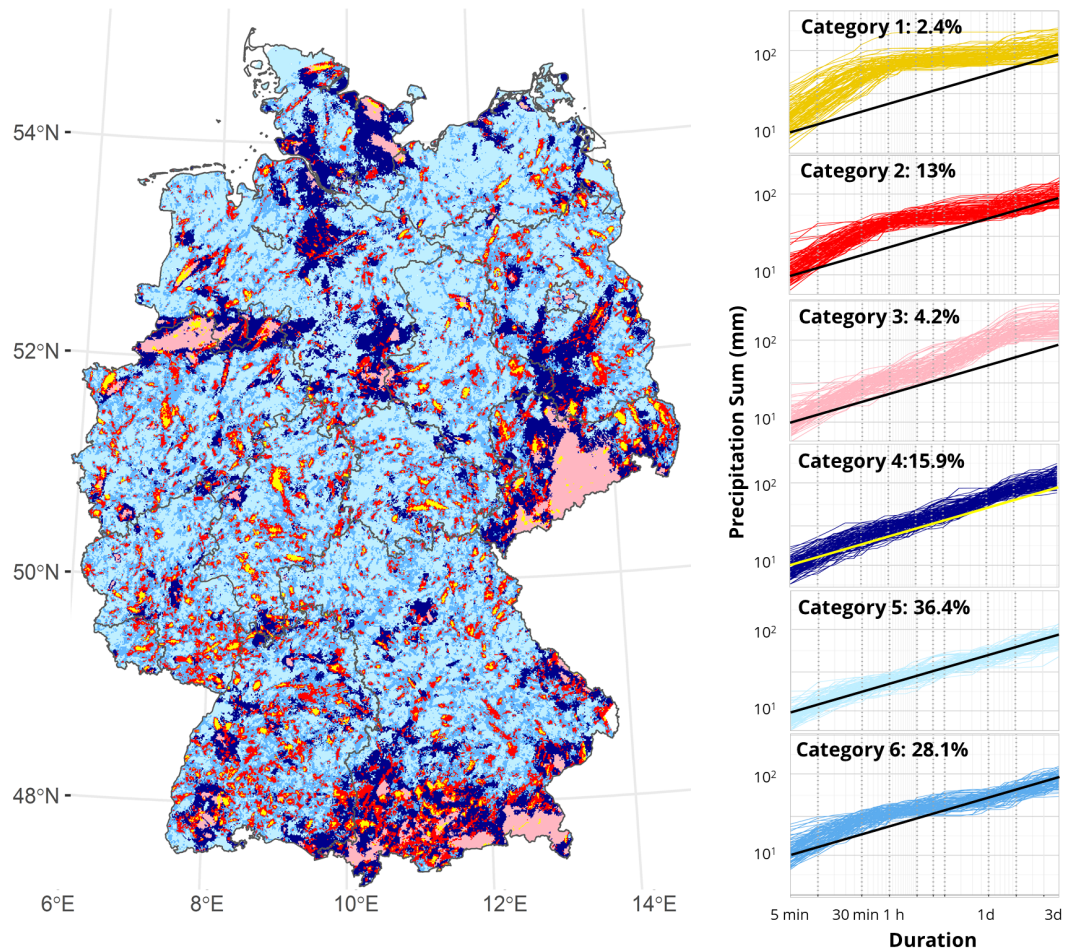 54°N
52°N
50°N
48°N
6°E
8°E
10°E
12°E
14°E
Precipitation Sum (mm)
Category 1: 2.4%
10²
10¹
Category 2: 13%
10²
10¹
Category 3: 4.2%
10²
10¹
Category 4:15.9%
10²
10¹
Category 5: 36.4%
10²
10¹
Category 6: 28.1%
10²
10¹
5 min 30 min 1 h 1d 3d
Duration